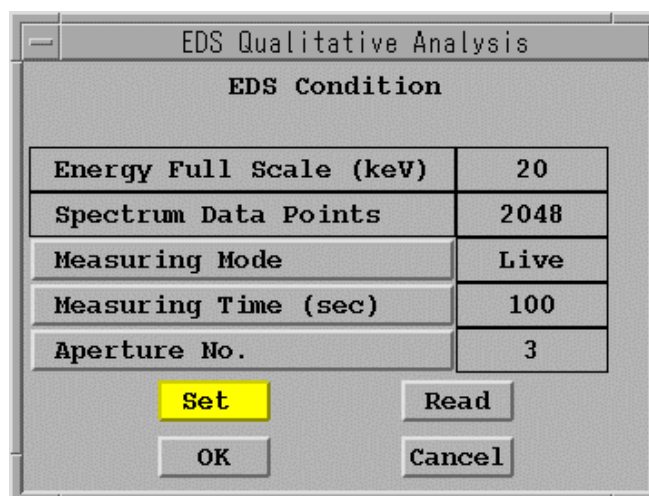 EDS Qualitative Analysis
EDS Condition
Energy Full Scale (keV) 20
Spectrum Data Points 2048
Measuring Mode Live
Measuring Time (sec) 100
Aperture No. 3
Set Read
OK Cancel